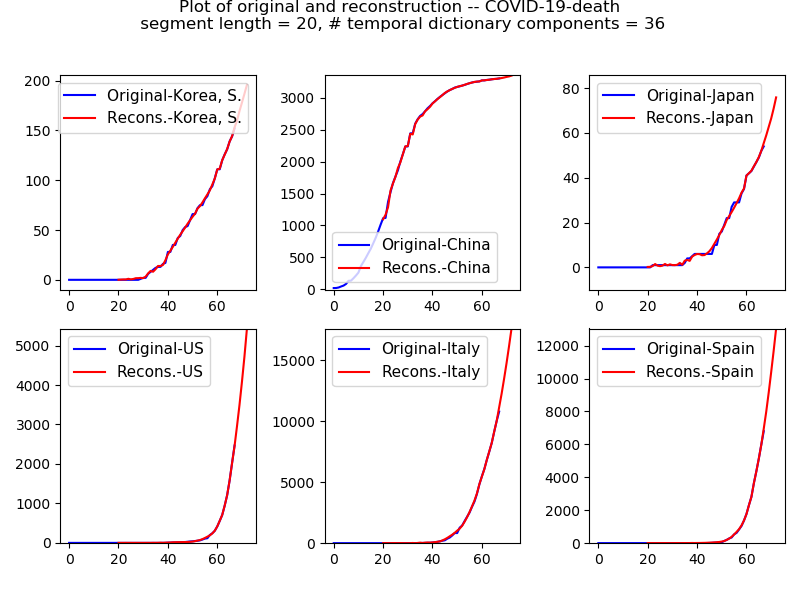 Plot of original and reconstruction -- COVID-19-death
segment length = 20, # temporal dictionary components = 36
200
150
100
50
0
0 20 40 60
Original-Korea, S.
Recons.-Korea, S.
3000
2500
2000
1500
1000
500
0
0 20 40 60
Original-China
Recons.-China
80
60
40
20
0
0 20 40 60
Original-Japan
Recons.-Japan
5000
4000
3000
2000
1000
0
0 20 40 60
Original-US
Recons.-US
15000
10000
5000
0
0 20 40 60
Original-Italy
Recons.-Italy
12000
10000
8000
6000
4000
2000
0
0 20 40 60
Original-Spain
Recons.-Spain